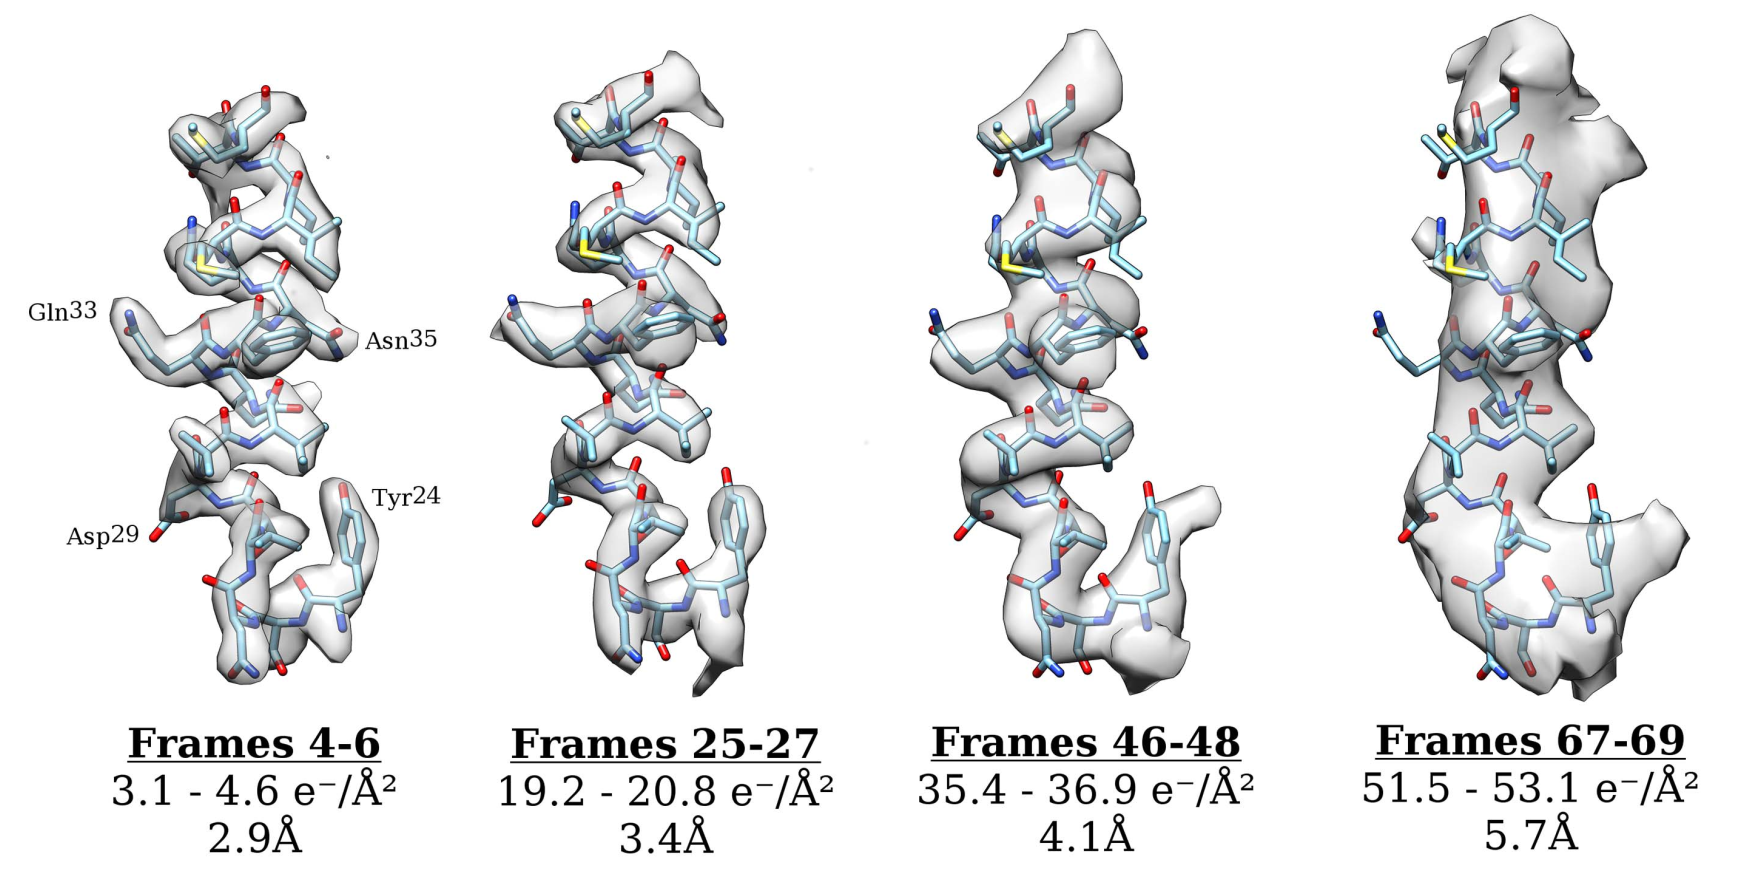 Gln33
Asn35
Tyr24
Asp29
Frames 4-6
3.1 - 4.6 e⁻/Å²
2.9Å
Frames 25-27
19.2 - 20.8 e⁻/Å²
3.4Å
Frames 46-48
35.4 - 36.9 e⁻/Å²
4.1Å
Frames 67-69
51.5 - 53.1 e⁻/Å²
5.7Å